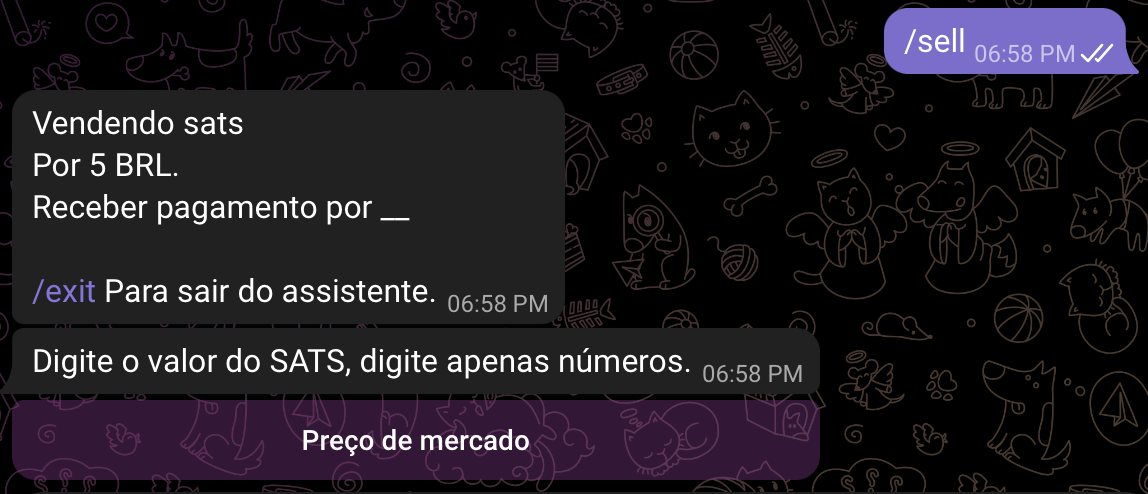 /sell 06:58 PM
Vendendo sats
Por 5 BRL.
Receber pagamento por __
/exit Para sair do assistente. 06:58 PM
Digite o valor do SATS, digite apenas números. 06:58 PM
Preço de mercado